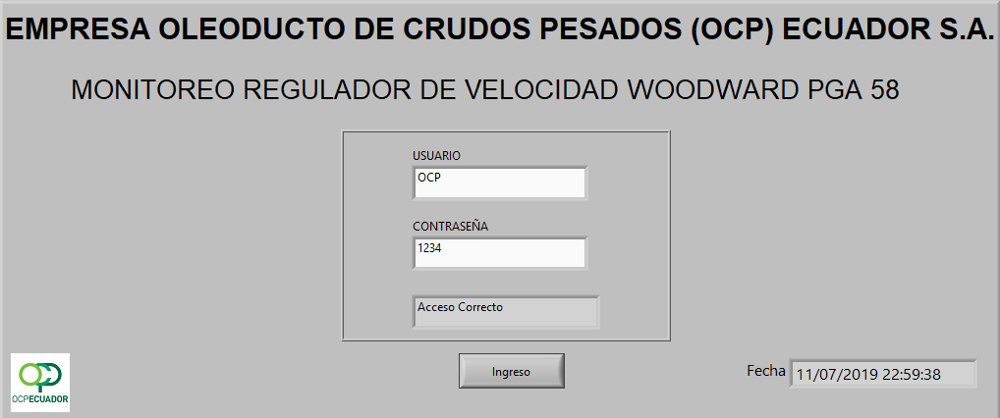 EMPRESA OLEODUCTO DE CRUDOS PESADOS (OCP) ECUADOR S.A.
MONITOREO REGULADOR DE VELOCIDAD WOODWARD PGA 58
USUARIO
OCP
CONTRASEÑA
1234
Acceso Correcto
Ingreso
Fecha 11/07/2019 22:59:38
OCPECUADOR